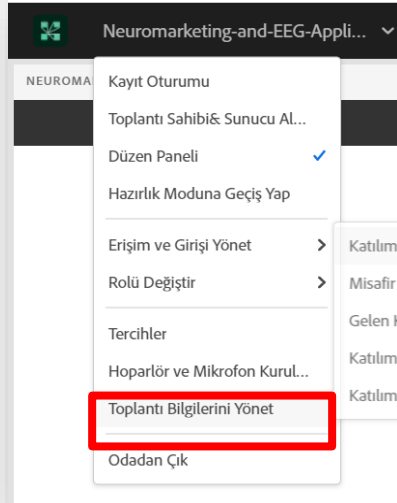 Neuromarketing-and-EEG-Appli...
NEUROMA
Kayıt Oturumu
Toplantı Sahibi& Sunucu Al...
Düzen Paneli
Hazırlık Moduna Geçiş Yap
Erişim ve Girişi Yönet
Katılım
Rolü Değiştir
Misafir
Gelen
Tercihler
Katılım
Hoparlör ve Mikrofon Kurul...
Katılım
Toplantı Bilgilerini Yönet
Odadan Çık